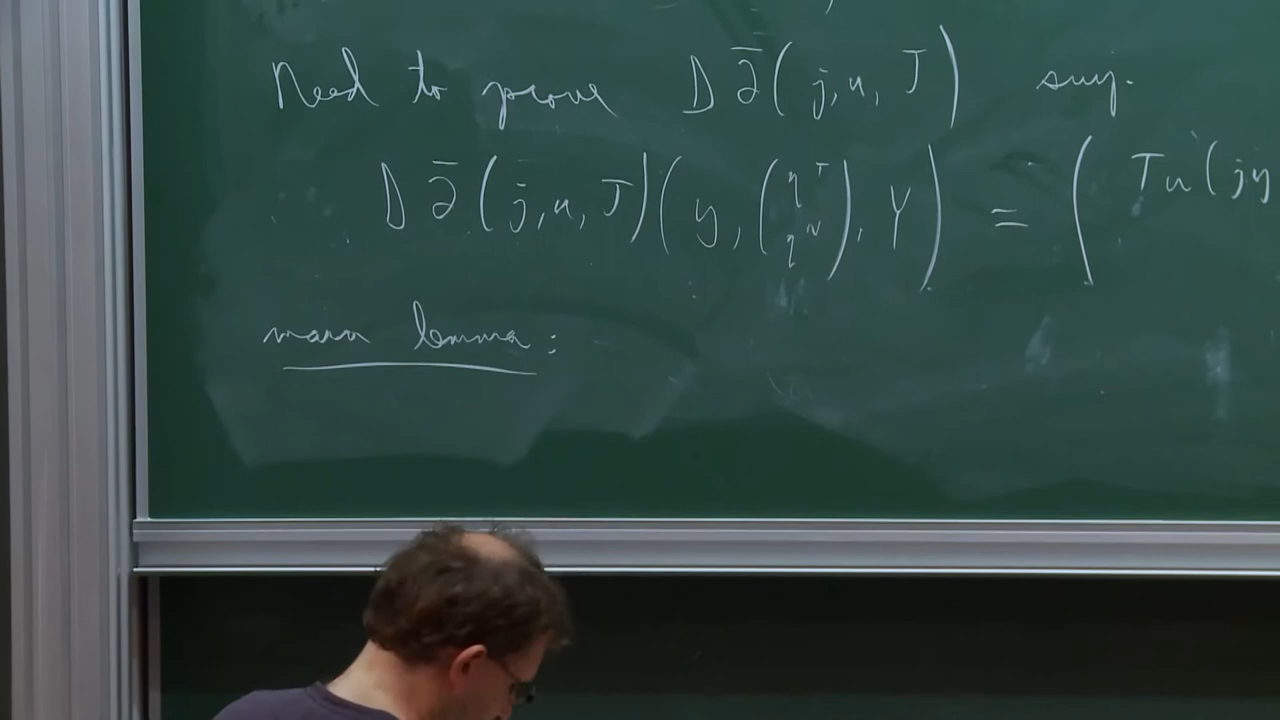 Need to prove D∂̄(j,u,J) surj.
D∂̄(j,u,J)(y,(η^T η^N),Y) = (Tu(jy
main lemma: